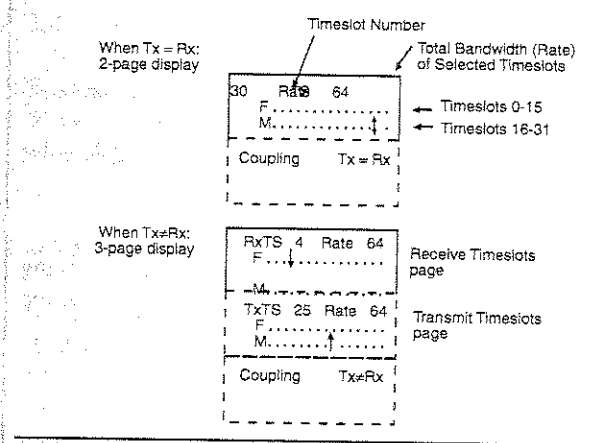 Timeslot Number
When Tx = Rx:
2-page display
Total Bandwidth (Rate)
of Selected Timeslots
30 Rate 64
F................
M................
Timeslots 0-15
Timeslots 16-31
Coupling Tx = Rx
When Tx≠Rx:
3-page display
RxTS 4 Rate 64
F................
M................
Receive Timeslots
page
TxTS 25 Rate 64
F................
M................
Transmit Timeslots
page
Coupling Tx≠Rx